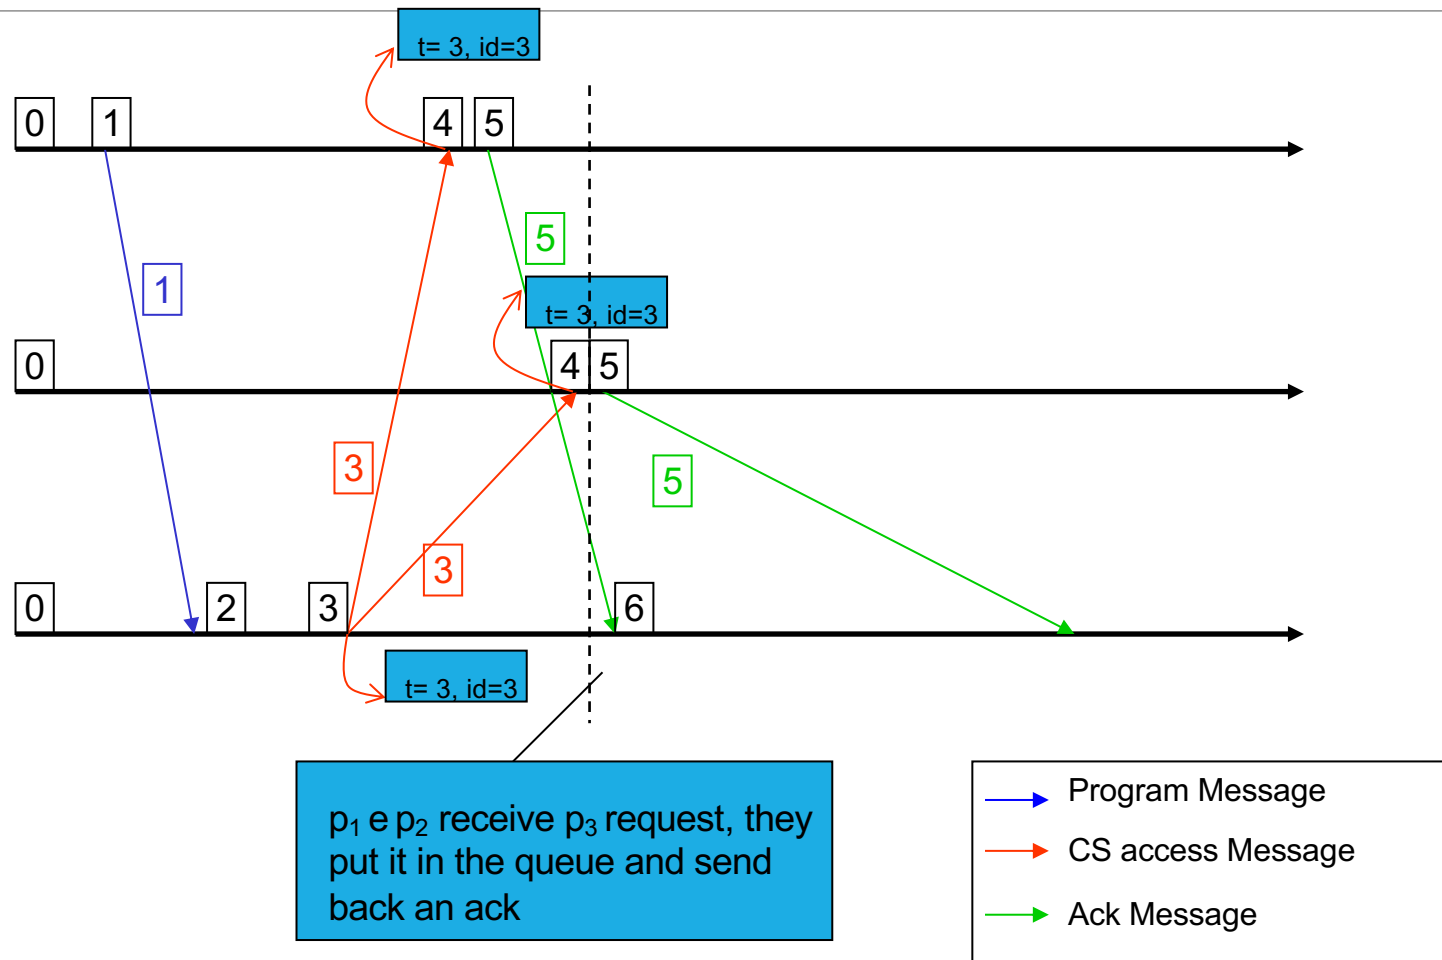 t= 3, id=3
0 1 4 5
5
1
t= 3, id=3
0 4 5
3
5
3
0 2 3 6
t= 3, id=3
p₁ e p₂ receive p₃ request, they
put it in the queue and send
back an ack
Program Message
CS access Message
Ack Message